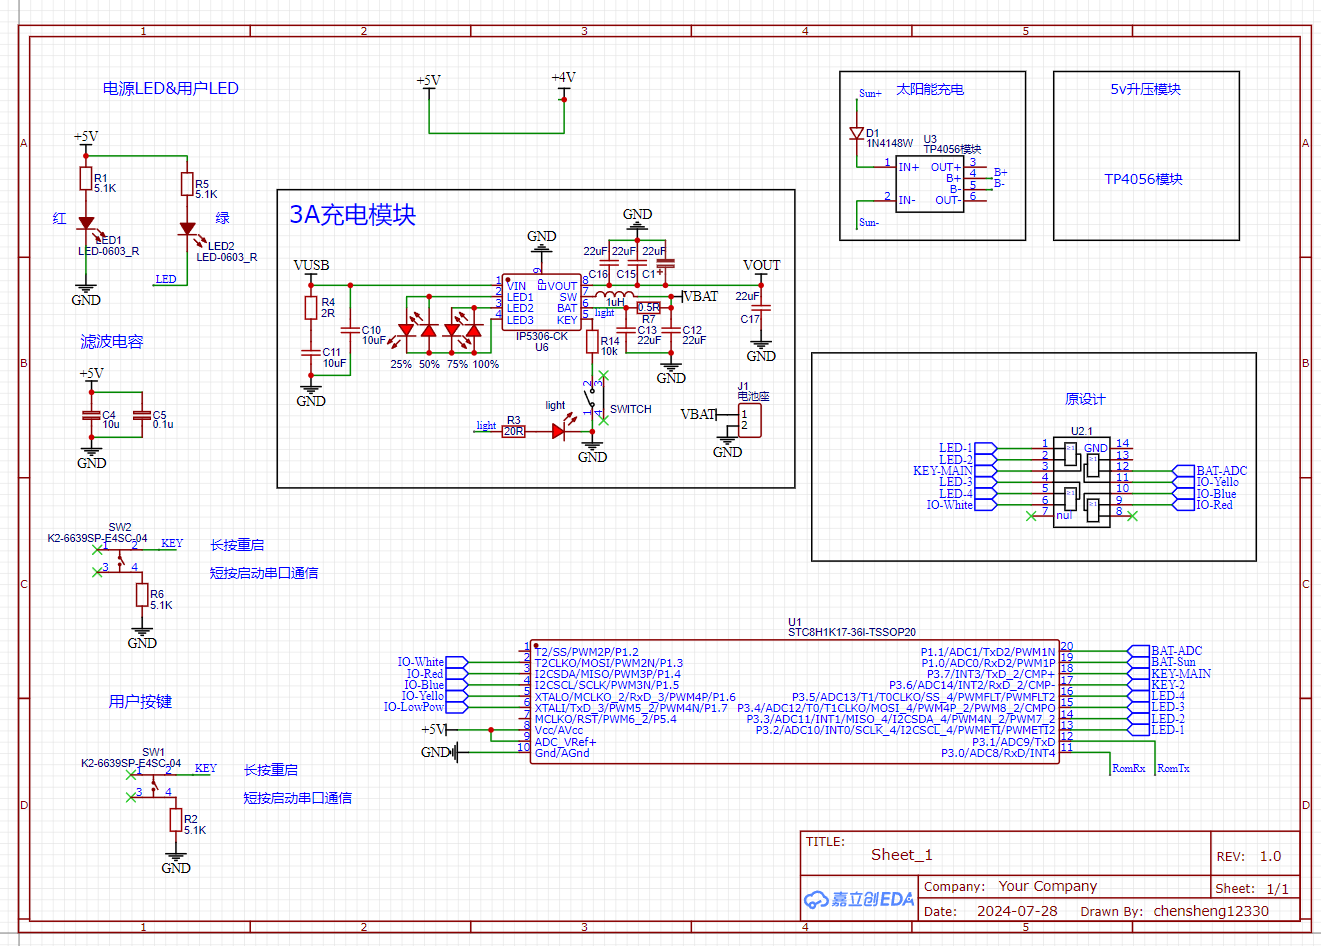 1 2 3 4 5
A A
B B
C C
D D
1 2 3 4 5
电源LED&用户LED
+5V
R1
5.1K
R5
5.1K
红
绿
LED1
LED-0603_R
LED2
LED-0603_R
LED
GND
滤波电容
+5V
C4
10u
C5
0.1u
GND
+5V
+4V
3A充电模块
VUSB
R4
2R
C10
10uF
C11
10uF
GND
25% 50% 75% 100%
GND
9
EP
1 VIN
2 LED1
3 LED2
4 LED3
VOUT 8
SW 7
BAT 6
KEY 5
IP5306-CK
U6
GND
22uF 22uF 22uF
C16 C15 C1
1uH
light
0.5R
R7
VBAT
C13
22uF
C12
22uF
GND
VOUT
22uF
C17
GND
R14
10k
2 3
1 4
SWITCH
light
light
R3
20R
GND
J1
电池座
VBAT
1
2
GND
太阳能充电
Sun+
D1
1N4148W
U3
TP4056模块
1 IN+
2 IN-
OUT+ 3
B+ 4
B- 5
OUT- 6
B+
B-
Sun-
5v升压模块
TP4056模块
原设计
U2.1
LED-1 1
LED-2 2
KEY-MAIN 3
LED-3 4
LED-4 5
IO-White 6
7 nul
GND 14
13
12 BAT-ADC
11 IO-Yello
10 IO-Blue
9 IO-Red
8
≥1
≥1
≥1
≥1
SW2
K2-6639SP-E4SC-04
1 2 KEY
3 4
R6
5.1K
GND
长按重启
短按启动串口通信
用户按键
SW1
K2-6639SP-E4SC-04
1 2 KEY
3 4
R2
5.1K
GND
长按重启
短按启动串口通信
U1
STC8H1K17-36I-TSSOP20
1 T2/SS/PWM2P/P1.2
IO-White 2 T2CLKO/MOSI/PWM2N/P1.3
IO-Red 3 I2CSDA/MISO/PWM3P/P1.4
IO-Blue 4 I2CSCL/SCLK/PWM3N/P1.5
IO-Yello 5 XTALO/MCLKO_2/RxD_3/PWM4P/P1.6
IO-LowPow 6 XTALI/TxD_3/PWM5_2/PWM4N/P1.7
7 MCLKO/RST/PWM6_2/P5.4
+5V 8 Vcc/AVcc
9 ADC_VRef+
GND 10 Gnd/AGnd
P1.1/ADC1/TxD2/PWM1N 20 BAT-ADC
P1.0/ADC0/RxD2/PWM1P 19 BAT-Sun
P3.7/INT3/TxD_2/CMP+ 18 KEY-MAIN
P3.6/ADC14/INT2/RxD_2/CMP- 17 KEY-2
P3.5/ADC13/T1/T0CLKO/SS_4/PWMFLT/PWMFLT2 16 LED-4
P3.4/ADC12/T0/T1CLKO/MOSI_4/PWM4P_2/PWM8_2/CMPO 15 LED-3
P3.3/ADC11/INT1/MISO_4/I2CSDA_4/PWM4N_2/PWM7_2 14 LED-2
P3.2/ADC10/INT0/SCLK_4/I2CSCL_4/PWMETI/PWMETI2 13 LED-1
P3.1/ADC9/TxD 12
P3.0/ADC8/RxD/INT4 11
RomRx RomTx
TITLE:
Sheet_1
REV: 1.0
嘉立创EDA
Company: Your Company
Sheet: 1/1
Date: 2024-07-28 Drawn By: chensheng12330